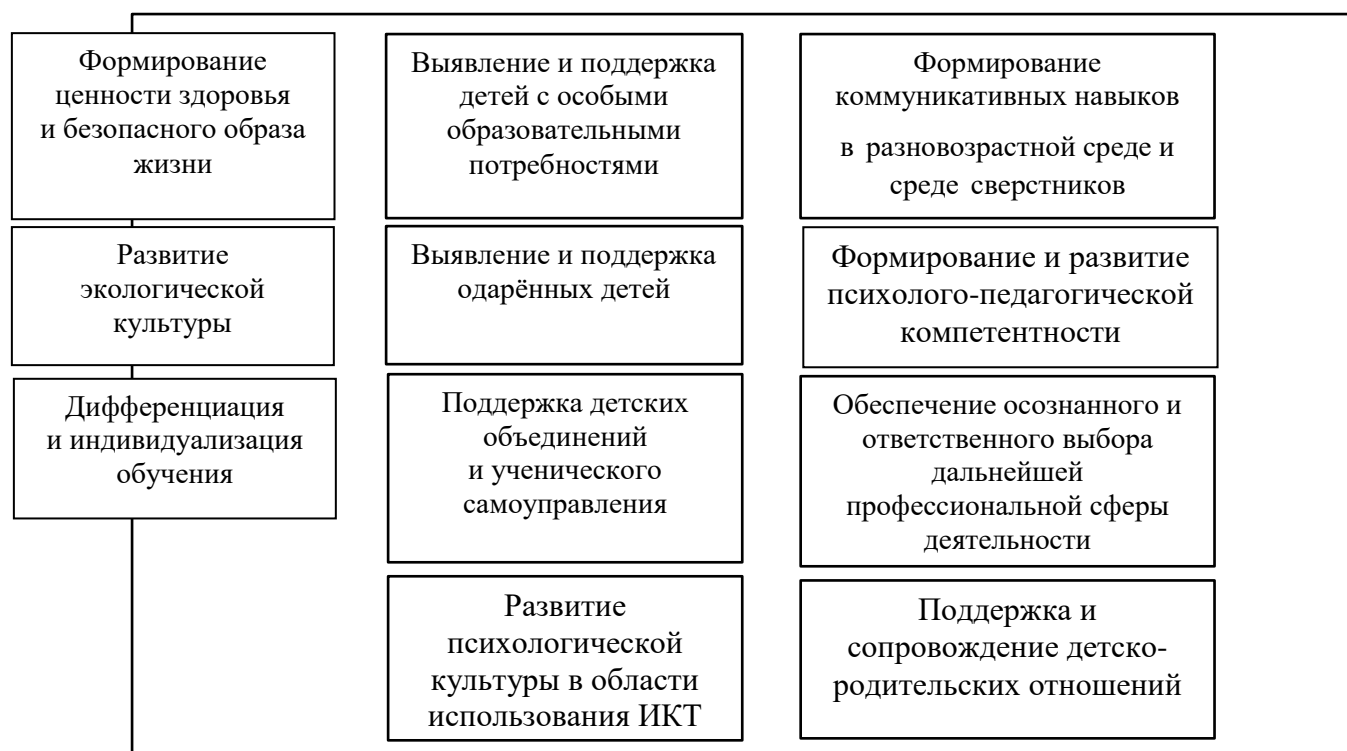 Формирование
ценности здоровья
и безопасного образа
жизни
Выявление и поддержка
детей с особыми
образовательными
потребностями
Формирование
коммуникативных навыков
в разновозрастной среде и
среде сверстников
Развитие
экологической
культуры
Выявление и поддержка
одарённых детей
Формирование и развитие
психолого-педагогической
компетентности
Дифференциация
и индивидуализация
обучения
Поддержка детских
объединений
и ученического
самоуправления
Обеспечение осознанного и
ответственного выбора
дальнейшей
профессиональной сферы
деятельности
Развитие
психологической
культуры в области
использования ИКТ
Поддержка и
сопровождение детско-
родительских отношений